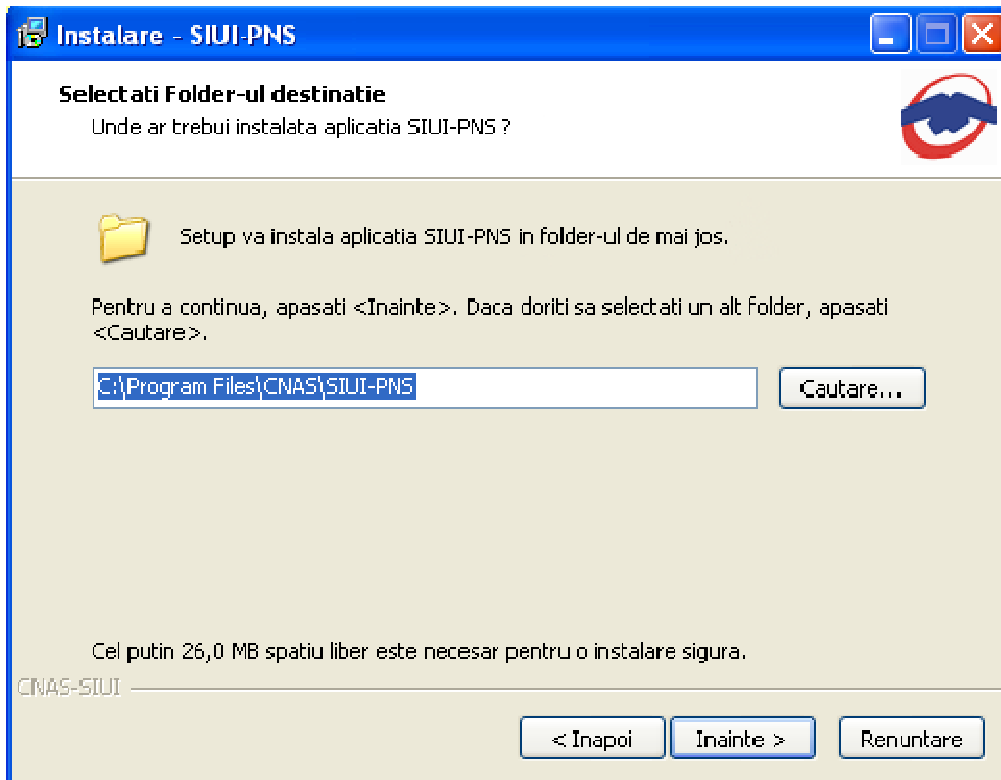 Instalare - SIUI-PNS
Selectati Folder-ul destinatie
Unde ar trebui instalata aplicatia SIUI-PNS ?
Setup va instala aplicatia SIUI-PNS in folder-ul de mai jos.
Pentru a continua, apasati <Inainte>. Daca doriti sa selectati un alt folder, apasati
<Cautare>.
C:\Program Files\CNAS\SIUI-PNS
Cautare...
Cel putin 26,0 MB spatiu liber este necesar pentru o instalare sigura.
CNAS-SIUI
< Inapoi
Inainte >
Renuntare